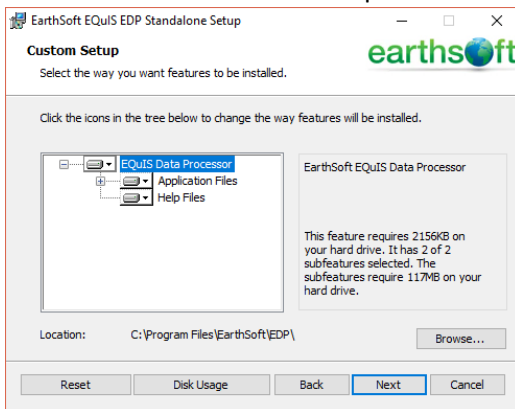 EarthSoft EQuIS EDP Standalone Setup
Custom Setup
earthsoft
Select the way you want features to be installed.
Click the icons in the tree below to change the way features will be installed.
EQuIS Data Processor
Application Files
Help Files
EarthSoft EQuIS Data Processor
This feature requires 2156KB on
your hard drive. It has 2 of 2
subfeatures selected. The
subfeatures require 117MB on your
hard drive.
Location: C:\Program Files\EarthSoft\EDP\
Browse...
Reset Disk Usage Back Next Cancel